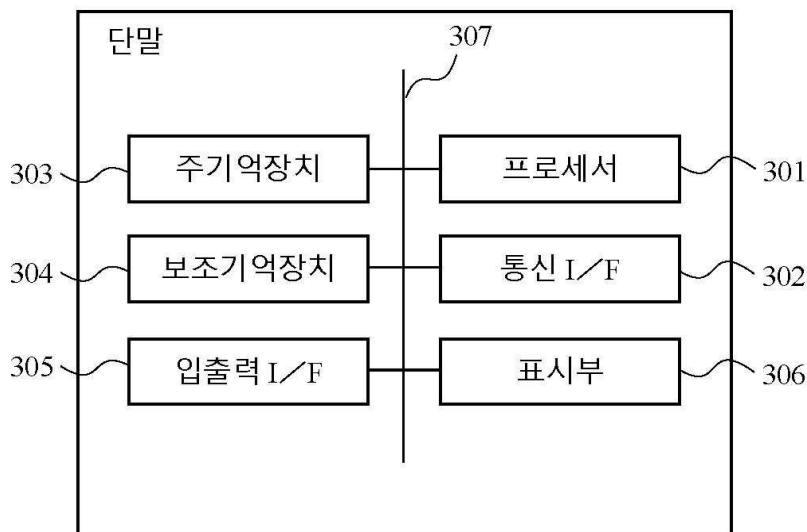 단말
307
303
주기억장치
프로세서
301
304
보조기억장치
통신 I/F
302
305
입출력 I/F
표시부
306